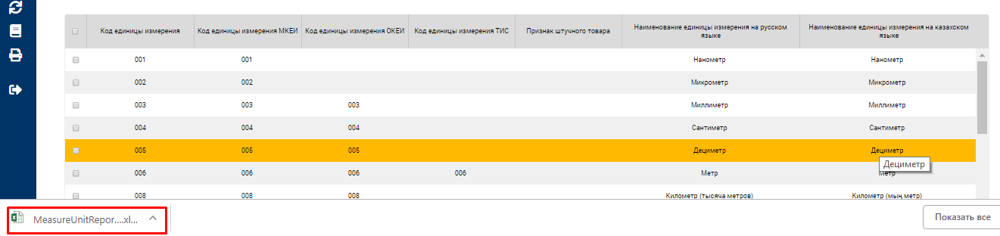 Код единицы измерения Код единицы измерения МКЕИ Код единицы измерения ОКЕИ Код единицы измерения ТИС Признак штучного товара Наименование единицы измерения на русском языке Наименование единицы измерения на казахском языке
001 001 Нанометр Нанометр
002 002 Микрометр Микрометр
003 003 003 Миллиметр Миллиметр
004 004 004 Сантиметр Сантиметр
005 005 005 Дециметр Дециметр
Дециметр
006 006 006 006 Метр Метр
008 008 008 Километр (тысяча метров) Километр (мың метр)
MeasureUnitRepor....xl... Показать все